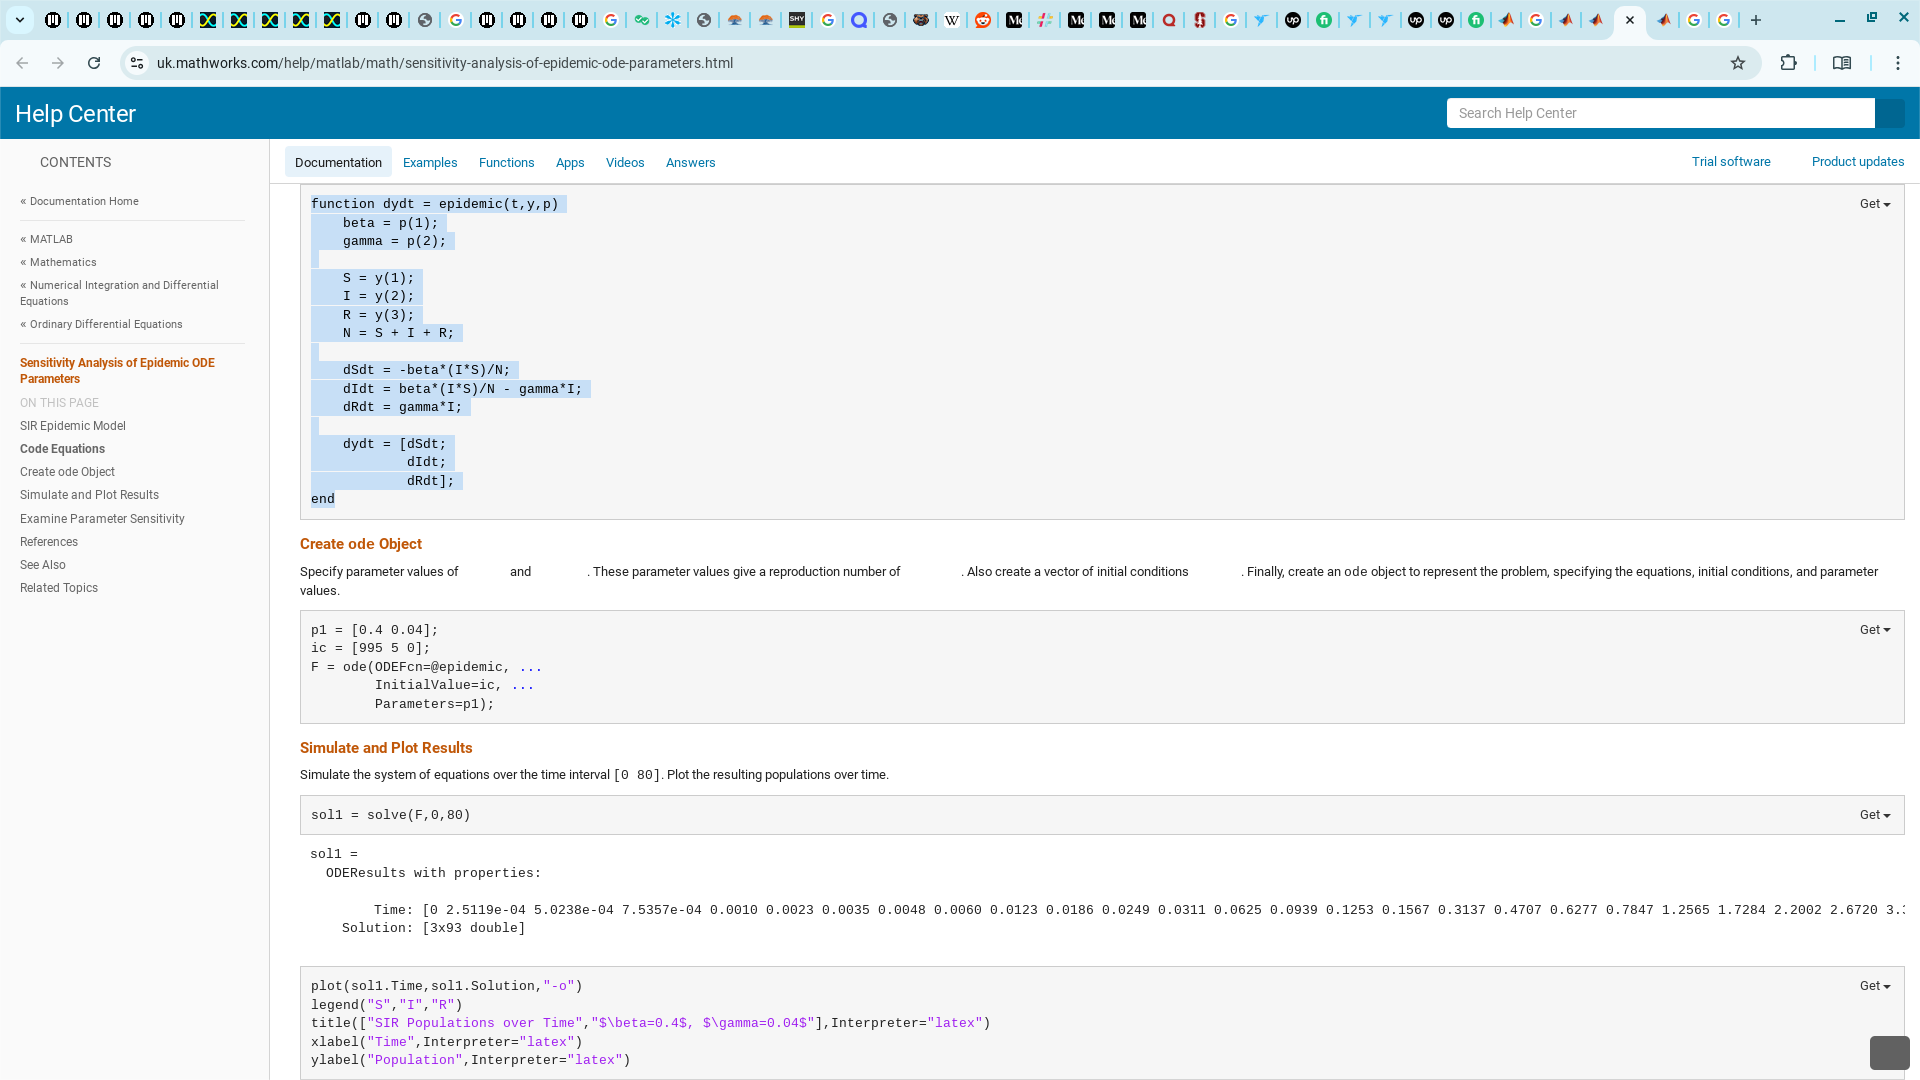 uk.mathworks.com/help/matlab/math/sensitivity-analysis-of-epidemic-ode-parameters.html
Help Center
Search Help Center
CONTENTS
Documentation
Examples
Functions
Apps
Videos
Answers
Trial software
Product updates
« Documentation Home
« MATLAB
« Mathematics
« Numerical Integration and Differential
Equations
« Ordinary Differential Equations
Sensitivity Analysis of Epidemic ODE
Parameters
ON THIS PAGE
SIR Epidemic Model
Code Equations
Create ode Object
Simulate and Plot Results
Examine Parameter Sensitivity
References
See Also
Related Topics
function dydt = epidemic(t,y,p)
Get
beta = p(1);
gamma = p(2);
S = y(1);
I = y(2);
R = y(3);
N = S + I + R;
dSdt = -beta*(I*S)/N;
dIdt = beta*(I*S)/N - gamma*I;
dRdt = gamma*I;
dydt = [dSdt;
dIdt;
dRdt];
end
Create ode Object
Specify parameter values of and . These parameter values give a reproduction number of . Also create a vector of initial conditions . Finally, create an ode object to represent the problem, specifying the equations, initial conditions, and parameter
values.
p1 = [0.4 0.04];
Get
ic = [995 5 0];
F = ode(ODEFcn=@epidemic, ...
InitialValue=ic, ...
Parameters=p1);
Simulate and Plot Results
Simulate the system of equations over the time interval [0 80]. Plot the resulting populations over time.
sol1 = solve(F,0,80)
Get
sol1 =
ODEResults with properties:
Time: [0 2.5119e-04 5.0238e-04 7.5357e-04 0.0010 0.0023 0.0035 0.0048 0.0060 0.0123 0.0186 0.0249 0.0311 0.0625 0.0939 0.1253 0.1567 0.3137 0.4707 0.6277 0.7847 1.2565 1.7284 2.2002 2.6720
Solution: [3x93 double]
plot(sol1.Time,sol1.Solution,"-o")
Get
legend("S","I","R")
title(["SIR Populations over Time","$\beta=0.4$, $\gamma=0.04$"],Interpreter="latex")
xlabel("Time",Interpreter="latex")
ylabel("Population",Interpreter="latex")